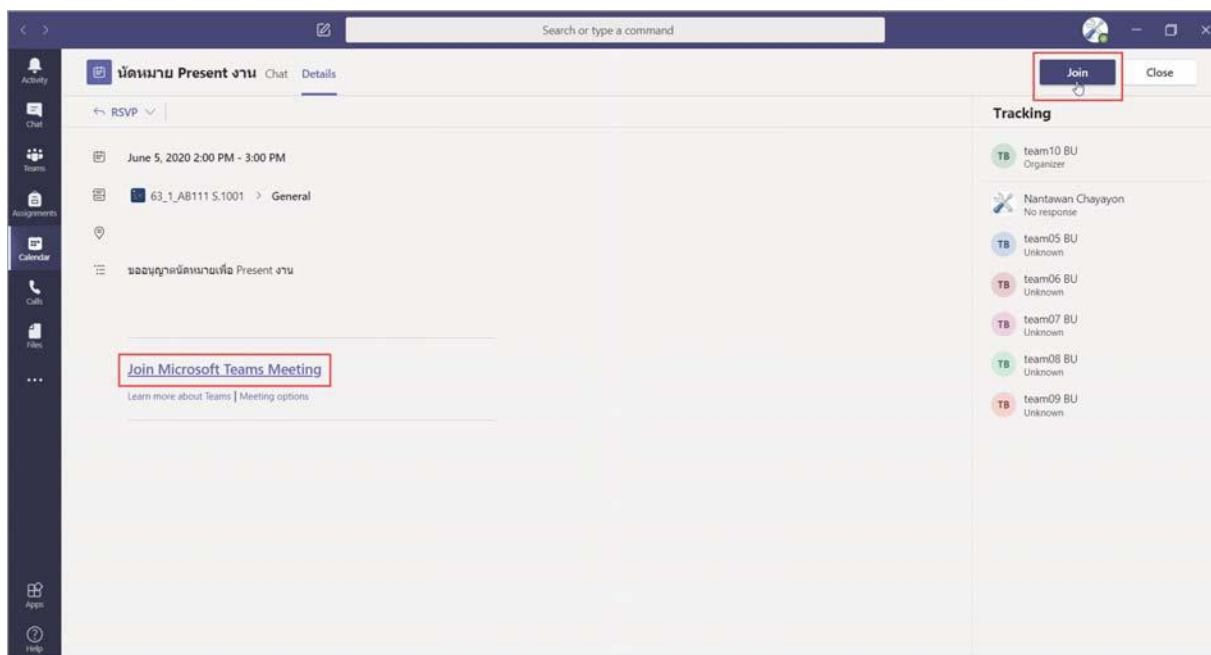 Search or type a command
Activity
Chat
Teams
Assignments
Calendar
Calls
Files
Apps
Help
นัดหมาย Present งาน Chat Details
Join Close
RSVP
June 5, 2020 2:00 PM - 3:00 PM
63_1_AB111 S.1001 > General
ขออนุญาตนัดหมายเพื่อ Present งาน
Join Microsoft Teams Meeting
Learn more about Teams | Meeting options
Tracking
TB team10 BU
Organizer
Nantawan Chayayon
No response
TB team05 BU
Unknown
TB team06 BU
Unknown
TB team07 BU
Unknown
TB team08 BU
Unknown
TB team09 BU
Unknown